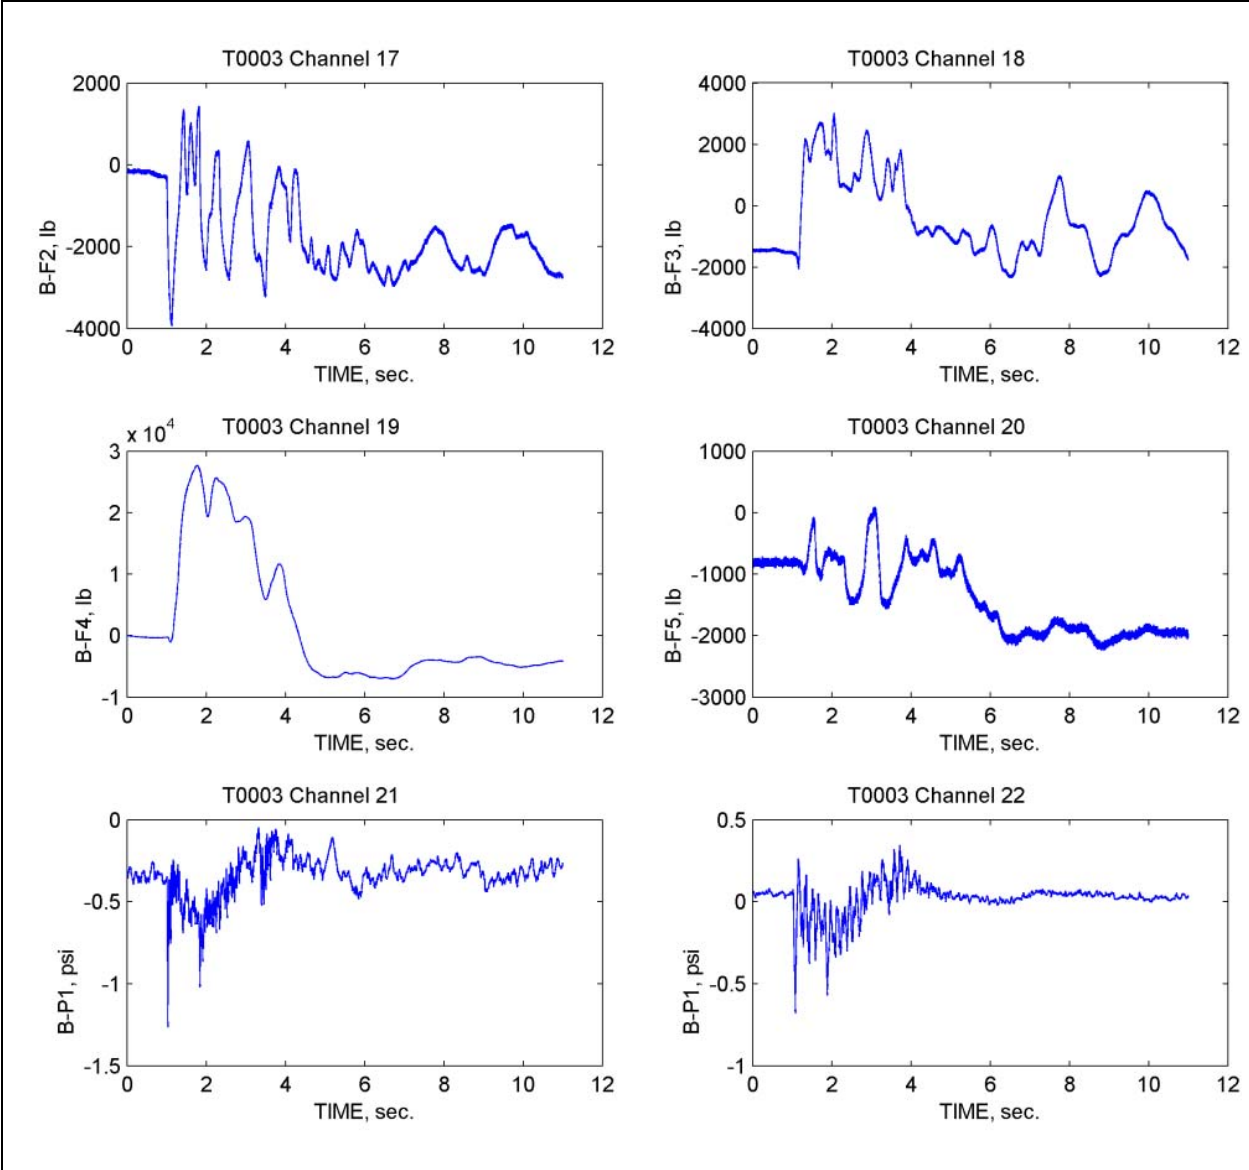 T0003 Channel 17
2000
0
-2000
-4000
B-F2, lb
0 2 4 6 8 10 12
TIME, sec.
T0003 Channel 18
4000
2000
0
-2000
-4000
B-F3, lb
0 2 4 6 8 10 12
TIME, sec.
T0003 Channel 19
x 10^4
3
2
1
0
-1
B-F4, lb
0 2 4 6 8 10 12
TIME, sec.
T0003 Channel 20
1000
0
-1000
-2000
-3000
B-F5, lb
0 2 4 6 8 10 12
TIME, sec.
T0003 Channel 21
0
-0.5
-1
-1.5
B-P1, psi
0 2 4 6 8 10 12
TIME, sec.
T0003 Channel 22
0.5
0
-0.5
-1
B-P1, psi
0 2 4 6 8 10 12
TIME, sec.